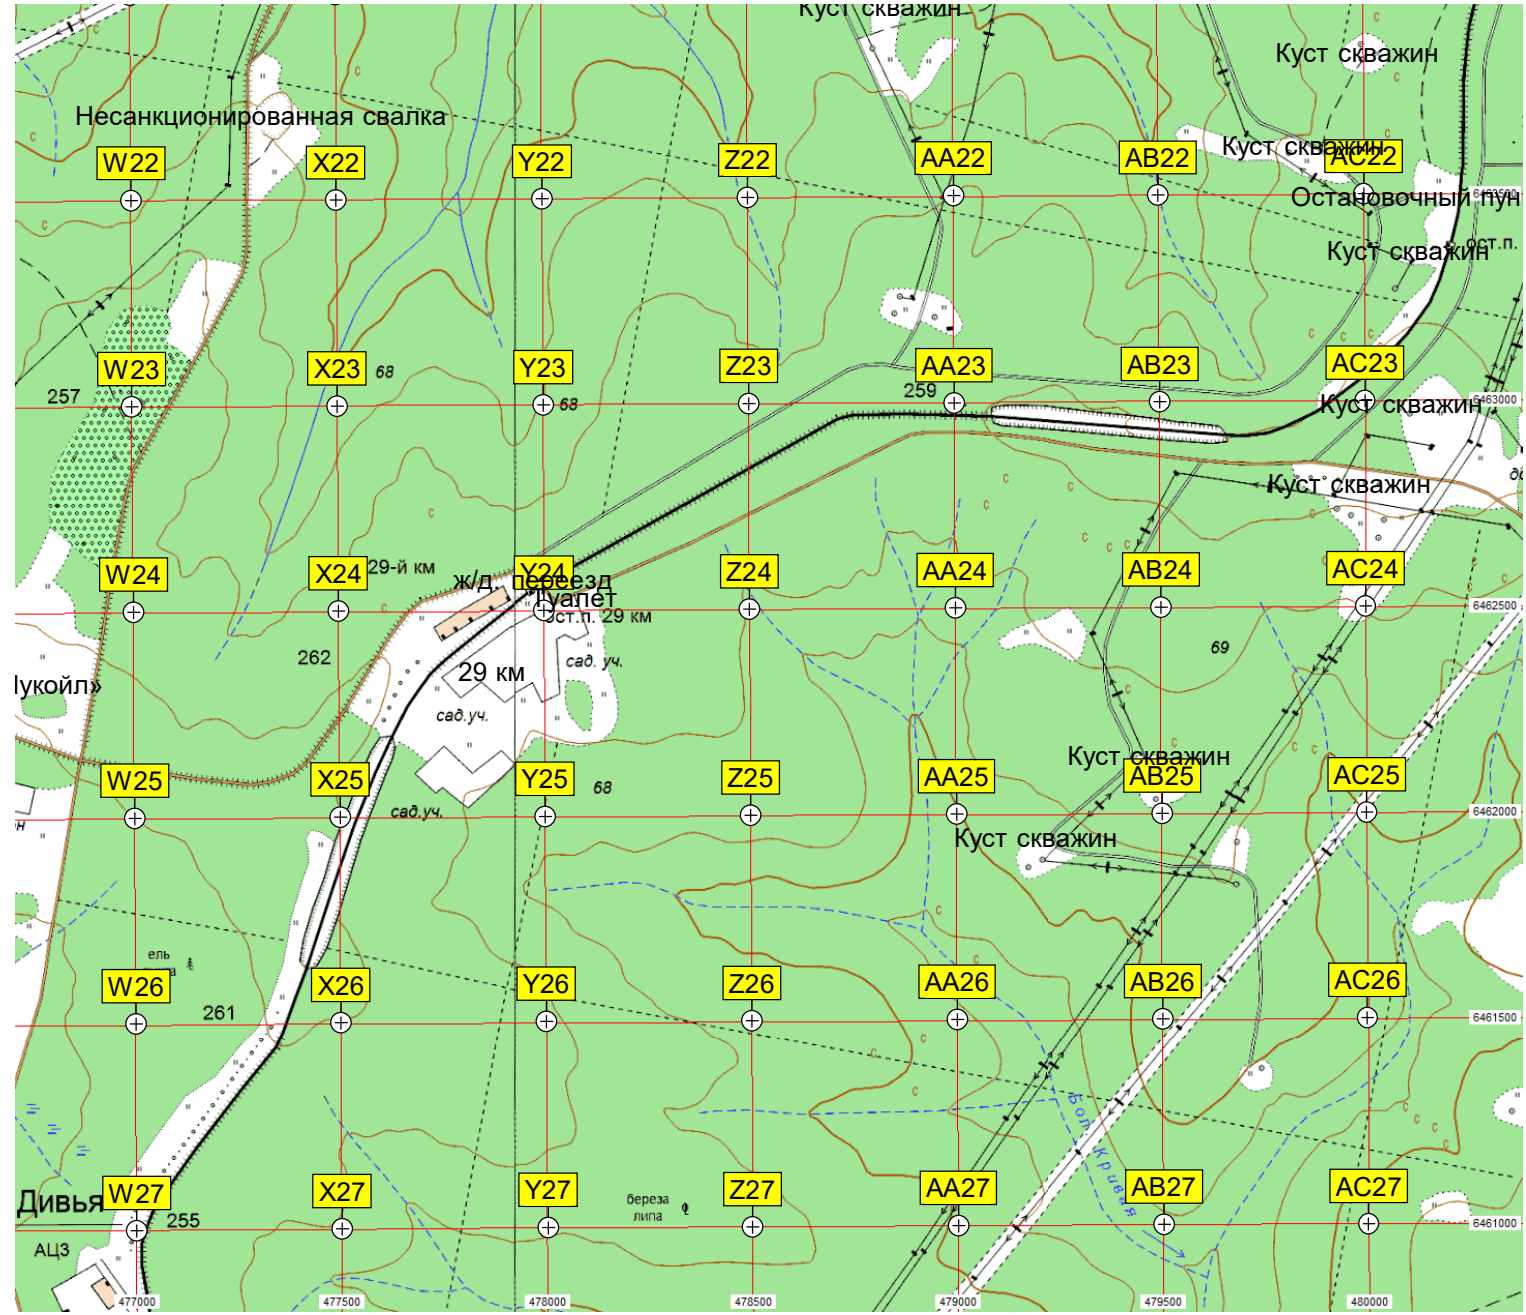 Куст скважин
Куст скважин
Несанкционированная свалка
Куст скважин
W22
X22
Y22
Z22
AA22
AB22
AC22
6463500
Остановочный пун
Куст скважин
ост.п.
W23
X23
68
Y23
68
Z23
AA23
259
AB23
AC23
257
6463000
Куст скважин
Куст скважин
W24
X24
29-й км
Y24
Z24
AA24
AB24
AC24
ж/д. переезд
Туалет
ост.п. 29 км
6462500
262
69
сад. уч.
29 км
укойл»
сад.уч.
Куст скважин
W25
X25
Y25
68
Z25
AA25
AB25
AC25
сад.уч.
6462000
Куст скважин
ель
W26
X26
Y26
Z26
AA26
AB26
AC26
261
6461500
Бол. Кривая
W27
X27
Y27
Z27
AA27
AB27
AC27
Дивья
береза
липа
255
6461000
АЦЗ
477000
477500
478000
478500
479000
479500
480000